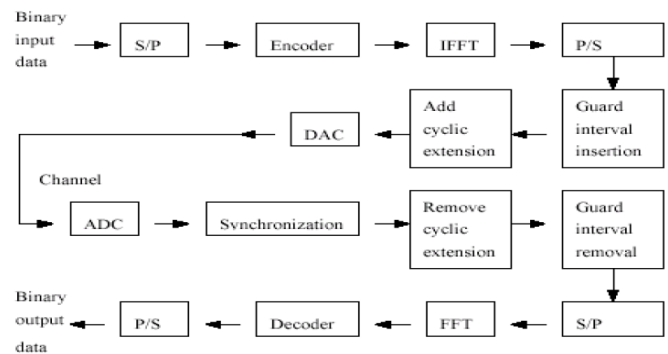 Binary
input
data
S/P
Encoder
IFFT
P/S
DAC
Add
cyclic
extension
Guard
interval
insertion
Channel
ADC
Synchronization
Remove
cyclic
extension
Guard
interval
removal
Binary
output
data
P/S
Decoder
FFT
S/P